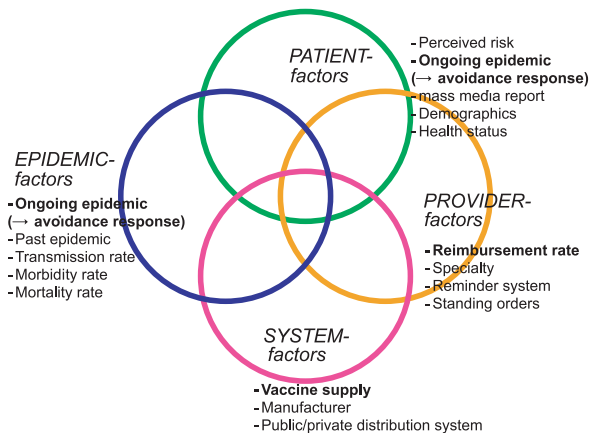 PATIENT-
factors
- Perceived risk
- Ongoing epidemic
(→ avoidance response)
- mass media report
- Demographics
- Health status
EPIDEMIC-
factors
- Ongoing epidemic
(→ avoidance response)
- Past epidemic
- Transmission rate
- Morbidity rate
- Mortality rate
PROVIDER-
factors
- Reimbursement rate
- Specialty
- Reminder system
- Standing orders
SYSTEM-
factors
- Vaccine supply
- Manufacturer
- Public/private distribution system